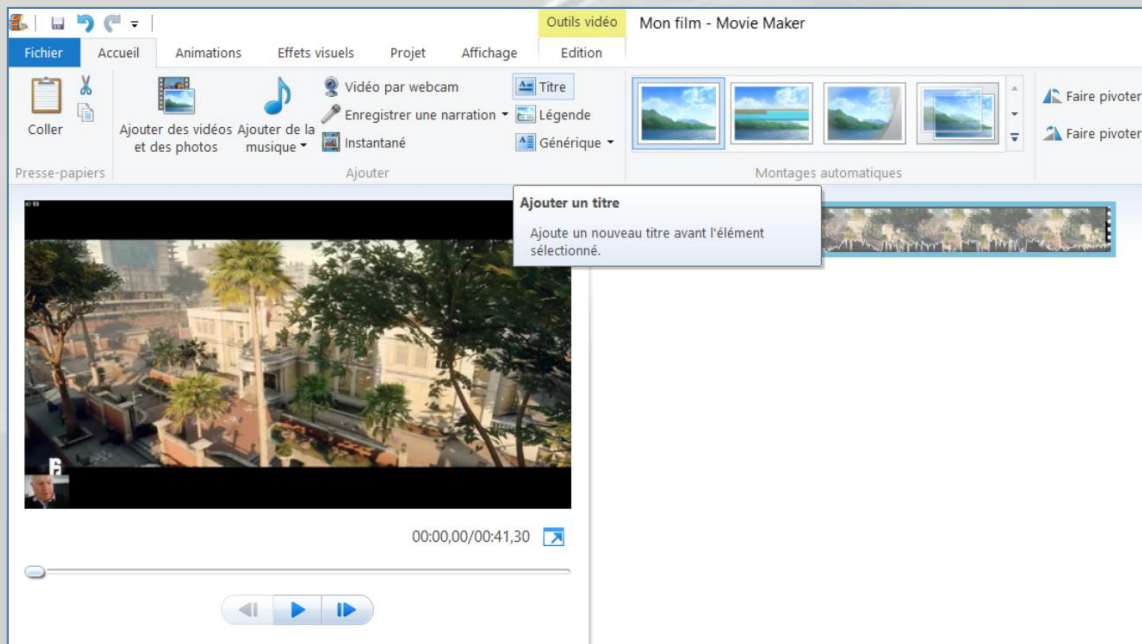 Outils vidéo
Mon film - Movie Maker
Fichier
Accueil
Animations
Effets visuels
Projet
Affichage
Edition
Coller
Ajouter des vidéos
et des photos
Ajouter de la
musique
Vidéo par webcam
Enregistrer une narration
Instantané
Titre
Légende
Générique
Faire pivoter
Faire pivoter
Presse-papiers
Ajouter
Montages automatiques
Ajouter un titre
Ajoute un nouveau titre avant l'élément
sélectionné.
00:00,00/00:41,30